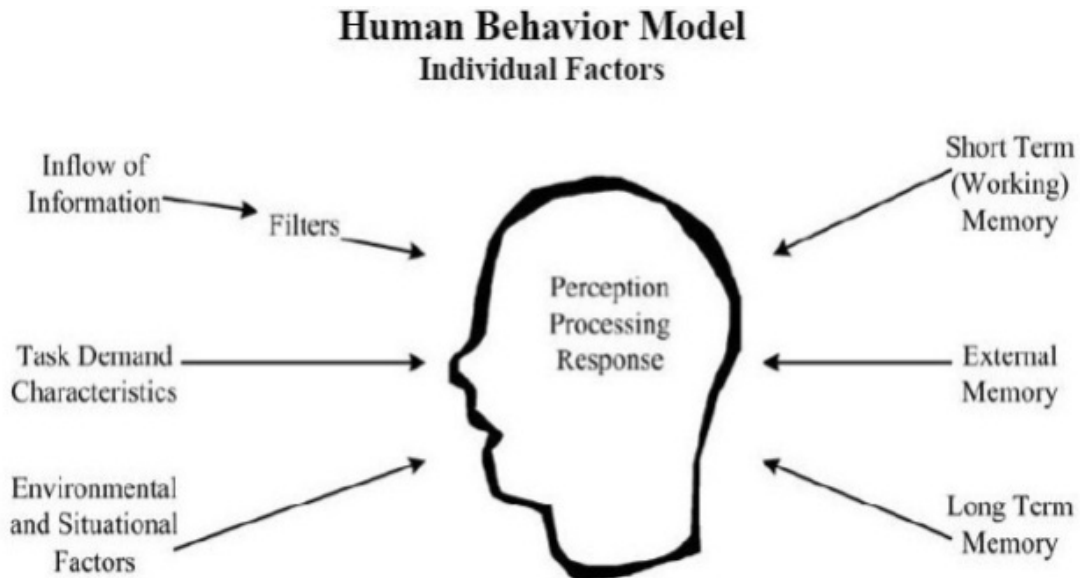 Human Behavior Model
Individual Factors
Inflow of
Information
Filters
Task Demand
Characteristics
Environmental
and Situational
Factors
Perception
Processing
Response
Short Term
(Working)
Memory
External
Memory
Long Term
Memory